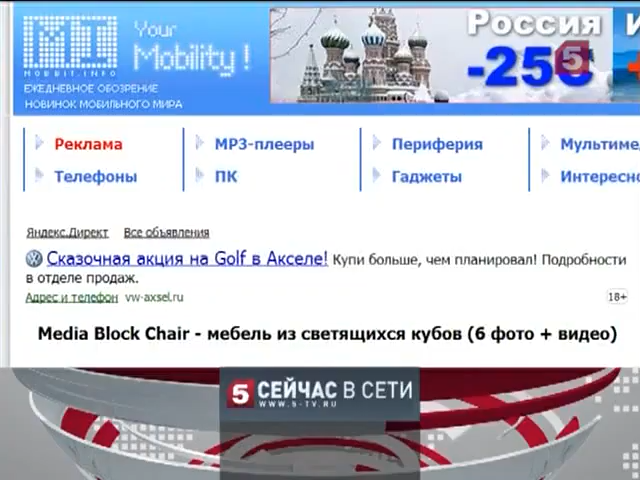 Your
Mobility !
MOBBIT.INFO
ЕЖЕДНЕВНОЕ ОБОЗРЕНИЕ
НОВИНОК МОБИЛЬНОГО МИРА
Россия
-25
5
Реклама
MP3-плееры
Периферия
Мультиме
Телефоны
ПК
Гаджеты
Интересно
Яндекс.Директ Все объявления
Сказочная акция на Golf в Акселе! Купи больше, чем планировал! Подробности
в отделе продаж.
Адрес и телефон vw-axsel.ru
18+
Media Block Chair - мебель из светящихся кубов (6 фото + видео)
5 СЕЙЧАС В СЕТИ
WWW.5-TV.RU